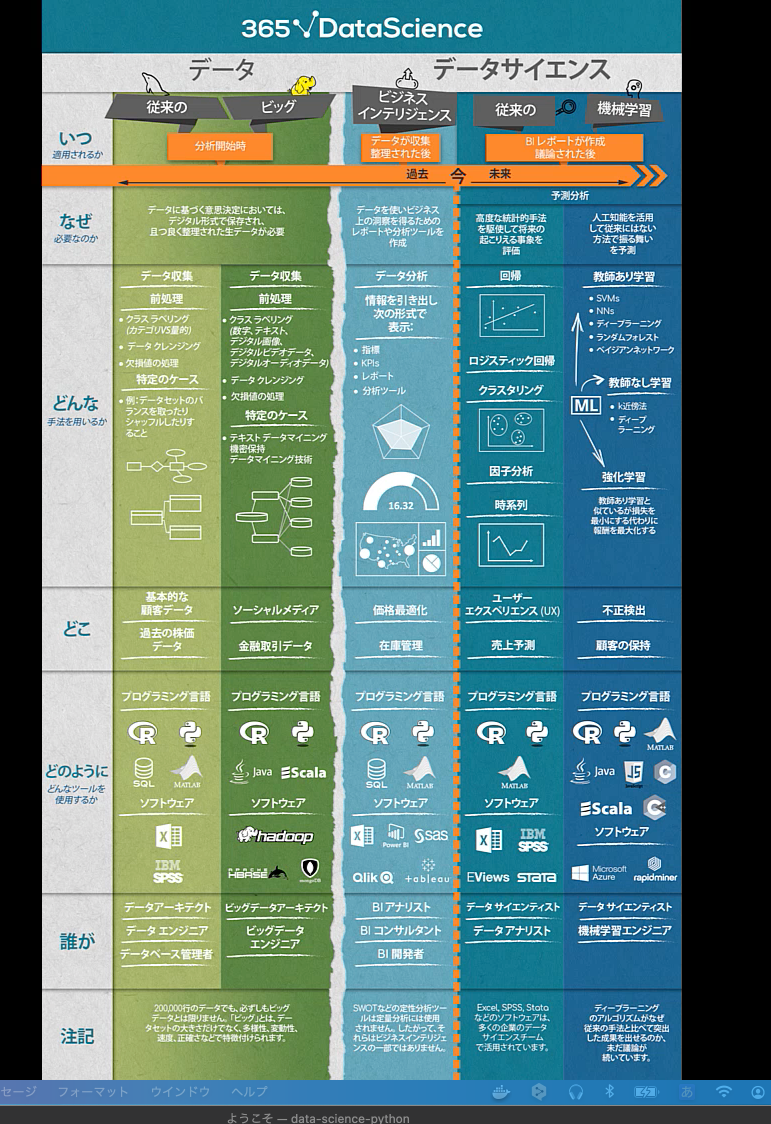 365 DataScience
データ
データサイエンス
従来の
ビッグ
ビジネス
インテリジェンス
従来の
機械学習
いつ
適用されるか
分析開始時
データが収集
整理された後
BI レポートが作成
議論された後
過去
今
未来
予測分析
なぜ
必要なのか
データに基づく意思決定においては、
デジタル形式で保存され、
且つ良く整理された生データが必要
データを使いビジネス
上の洞察を得るための
レポートや分析ツールを
作成
高度な統計的手法
を駆使して将来の
起こりえる事象を
評価
人工知能を活用
して従来にはない
方法で振る舞い
を予測
どんな
手法を用いるか
データ収集
前処理
• クラス ラベリング
(カテゴリVS量的)
• データ クレンジング
• 欠損値の処理
特定のケース
• 例：データセットのバ
ランスを取ったり
シャッフルしたりす
ること
データ収集
前処理
• クラス ラベリング
(数字、テキスト、
デジタル画像、
デジタルビデオデータ、
デジタルオーディオデータ)
• データ クレンジング
• 欠損値の処理
特定のケース
• テキスト データマイニング
機密保持
データマイニング技術
データ分析
情報を引き出し
次の形式で
表示：
• 指標
• KPIs
• レポート
• 分析ツール
16.32
回帰
ロジスティック回帰
クラスタリング
因子分析
時系列
教師あり学習
• SVMs
• NNs
• ディープラーニング
• ランダムフォレスト
• ベイジアンネットワーク
教師なし学習
ML
• k近傍法
• ディープ
ラーニング
強化学習
教師あり学習と
似ているが損失を
最小にする代わりに
報酬を最大化する
どこ
基本的な
顧客データ
過去の株価
データ
ソーシャルメディア
金融取引データ
価格最適化
在庫管理
ユーザー
エクスペリエンス (UX)
売上予測
不正検出
顧客の保持
どのように
どんなツールを
使用するか
プログラミング言語
R
SQL
MATLAB
ソフトウェア
X
IBM
SPSS
プログラミング言語
R
Java
Scala
ソフトウェア
hadoop
APACHE
HBASE
mongoDB
プログラミング言語
R
SQL
MATLAB
ソフトウェア
X
Power BI
sas
Qlik
+ableau
プログラミング言語
R
MATLAB
ソフトウェア
X
IBM
SPSS
EViews
STATA
プログラミング言語
R
MATLAB
Java
JS
JavaScript
C
Scala
C++
ソフトウェア
Microsoft
Azure
rapidminer
誰が
データアーキテクト
データ エンジニア
データベース管理者
ビッグデータアーキテクト
ビッグデータ
エンジニア
BI アナリスト
BI コンサルタント
BI 開発者
データ サイエンティスト
データ アナリスト
データ サイエンティスト
機械学習エンジニア
注記
200,000行のデータでも、必ずしもビッグ
データとは限りません。「ビッグ」とは、デー
タセットの大きさだけでなく、多様性、変動性、
速度、正確さなどで特徴付けられます。
SWOTなどの定性分析ツー
ルは定量分析には使用
されません。したがって、そ
れらはビジネスインテリジェ
ンスの一部ではありません。
Excel, SPSS, Stata
などのソフトウェアは、
多くの企業のデータ
サイエンスチーム
で活用されています。
ディープラーニング
のアルゴリズムがなぜ
従来の手法と比べて突出
した成果を出せるのか、
未だ議論が
続いています。
セージ フォーマット ウインドウ ヘルプ
あ
ようこそ — data-science-python